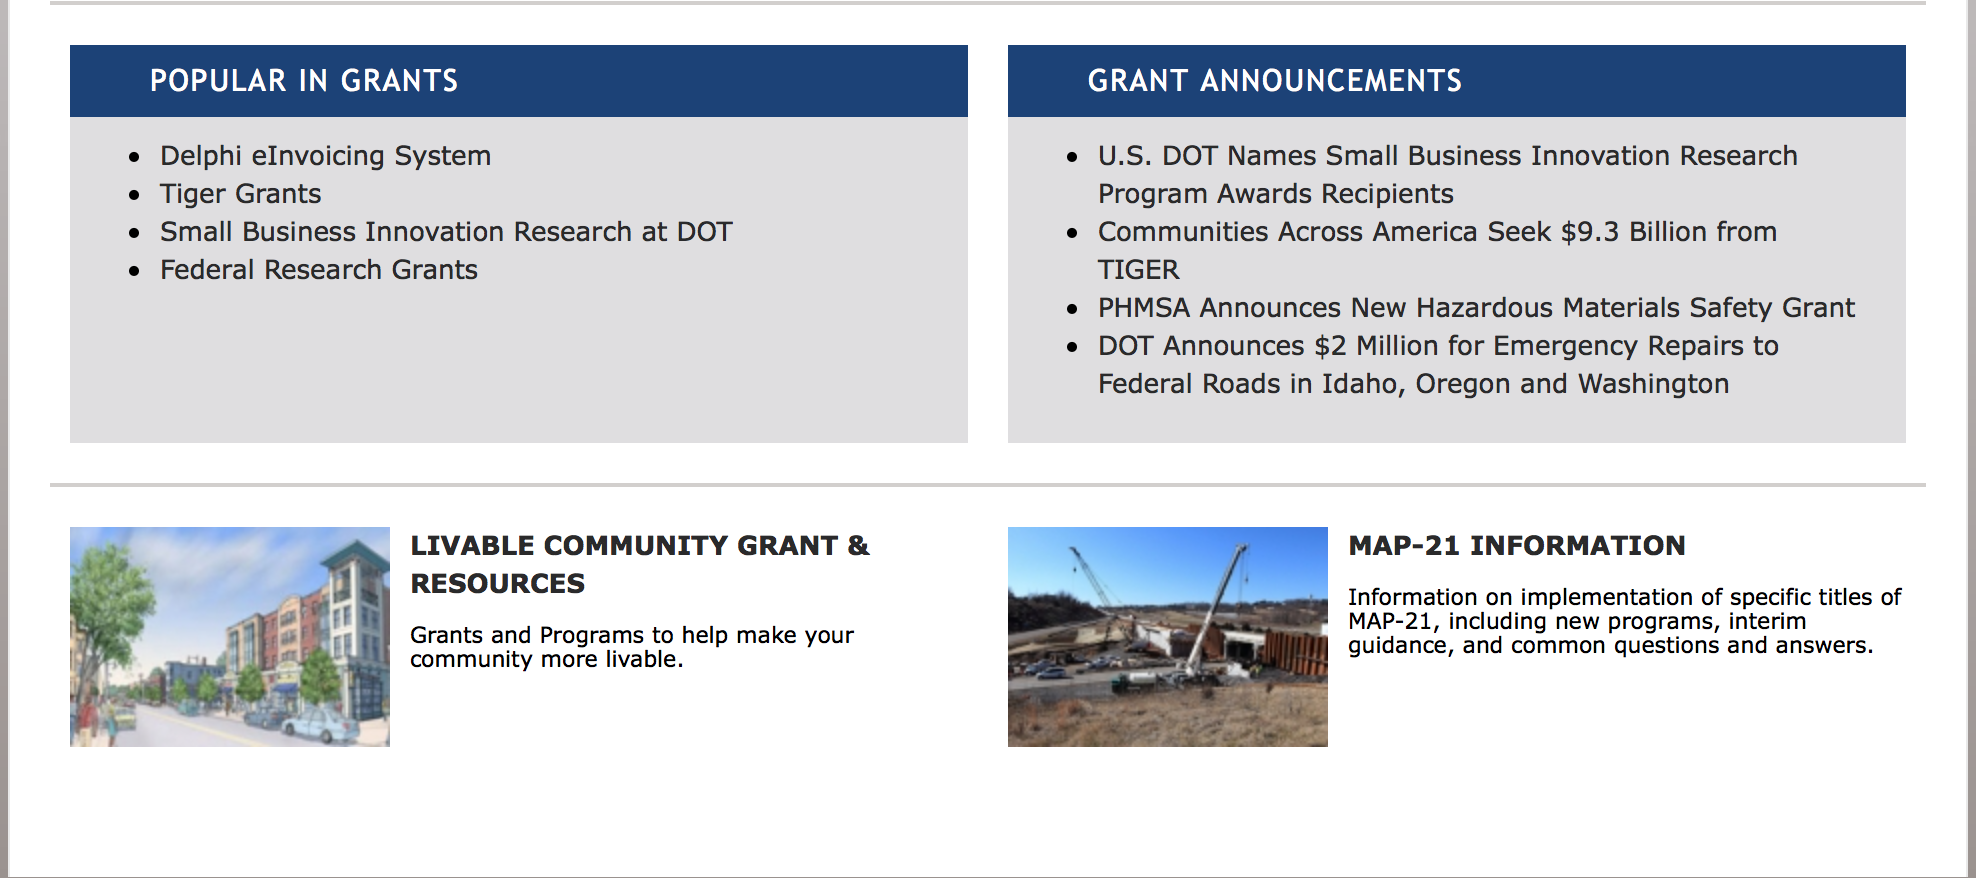 POPULAR IN GRANTS
Delphi eInvoicing System
Tiger Grants
Small Business Innovation Research at DOT
Federal Research Grants
GRANT ANNOUNCEMENTS
U.S. DOT Names Small Business Innovation Research
Program Awards Recipients
Communities Across America Seek $9.3 Billion from
TIGER
PHMSA Announces New Hazardous Materials Safety Grant
DOT Announces $2 Million for Emergency Repairs to
Federal Roads in Idaho, Oregon and Washington
LIVABLE COMMUNITY GRANT &
RESOURCES
Grants and Programs to help make your
community more livable.
MAP-21 INFORMATION
Information on implementation of specific titles of
MAP-21, including new programs, interim
guidance, and common questions and answers.